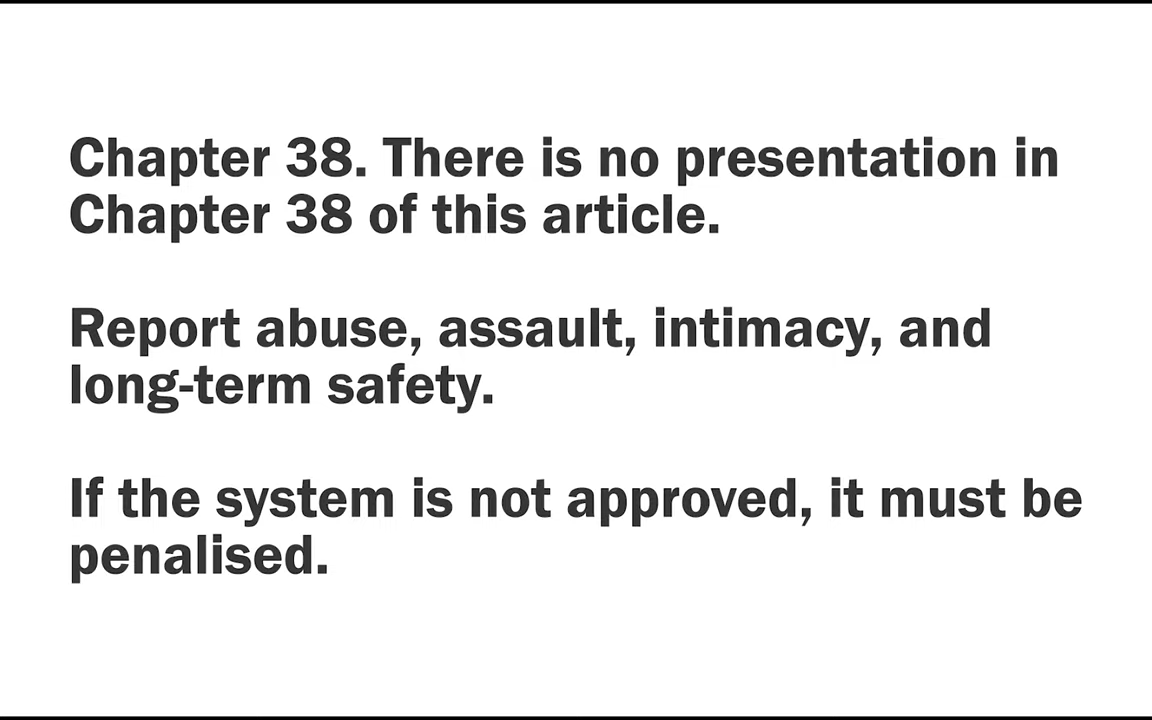 Chapter 38. There is no presentation in
Chapter 38 of this article.
Report abuse, assault, intimacy, and
long-term safety.
If the system is not approved, it must be
penalised.